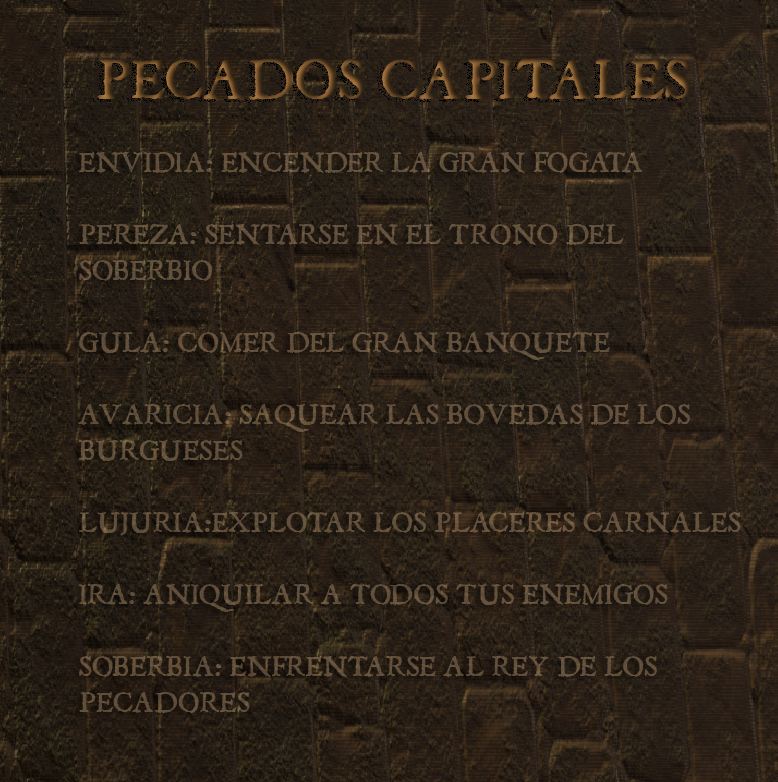 PECADOS CAPITALES
ENVIDIA: ENCENDER LA GRAN FOGATA
PEREZA: SENTARSE EN EL TRONO DEL
SOBERBIO
GULA: COMER DEL GRAN BANQUETE
AVARICIA: SAQUEAR LAS BOVEDAS DE LOS
BURGUESES
LUJURIA:EXPLOTAR LOS PLACERES CARNALES
IRA: ANIQUILAR A TODOS TUS ENEMIGOS
SOBERBIA: ENFRENTARSE AL REY DE LOS
PECADORES